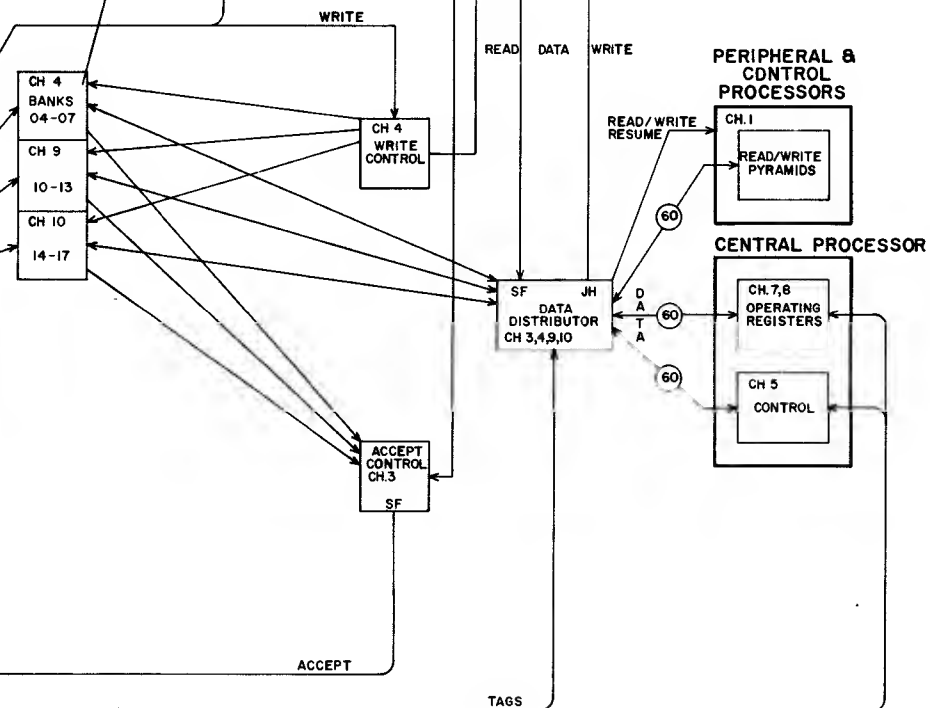 WRITE
READ DATA WRITE
PERIPHERAL &
CDNTROL
PROCESSORS
CH 4
BANKS
04-07
CH 9
10-13
CH 10
14-17
CH 4
WRITE
CONTROL
READ/WRITE
RESUME
CH. I
READ/WRITE
PYRAMIDS
60
CENTRAL PROCESSOR
SF JH
DATA
DISTRIBUTOR
CH 3,4,9,10
DATA
60
60
CH. 7,8
OPERATING
REGISTERS
CH 5
CONTROL
ACCEPT
CONTROL
CH.3
SF
ACCEPT
TAGS